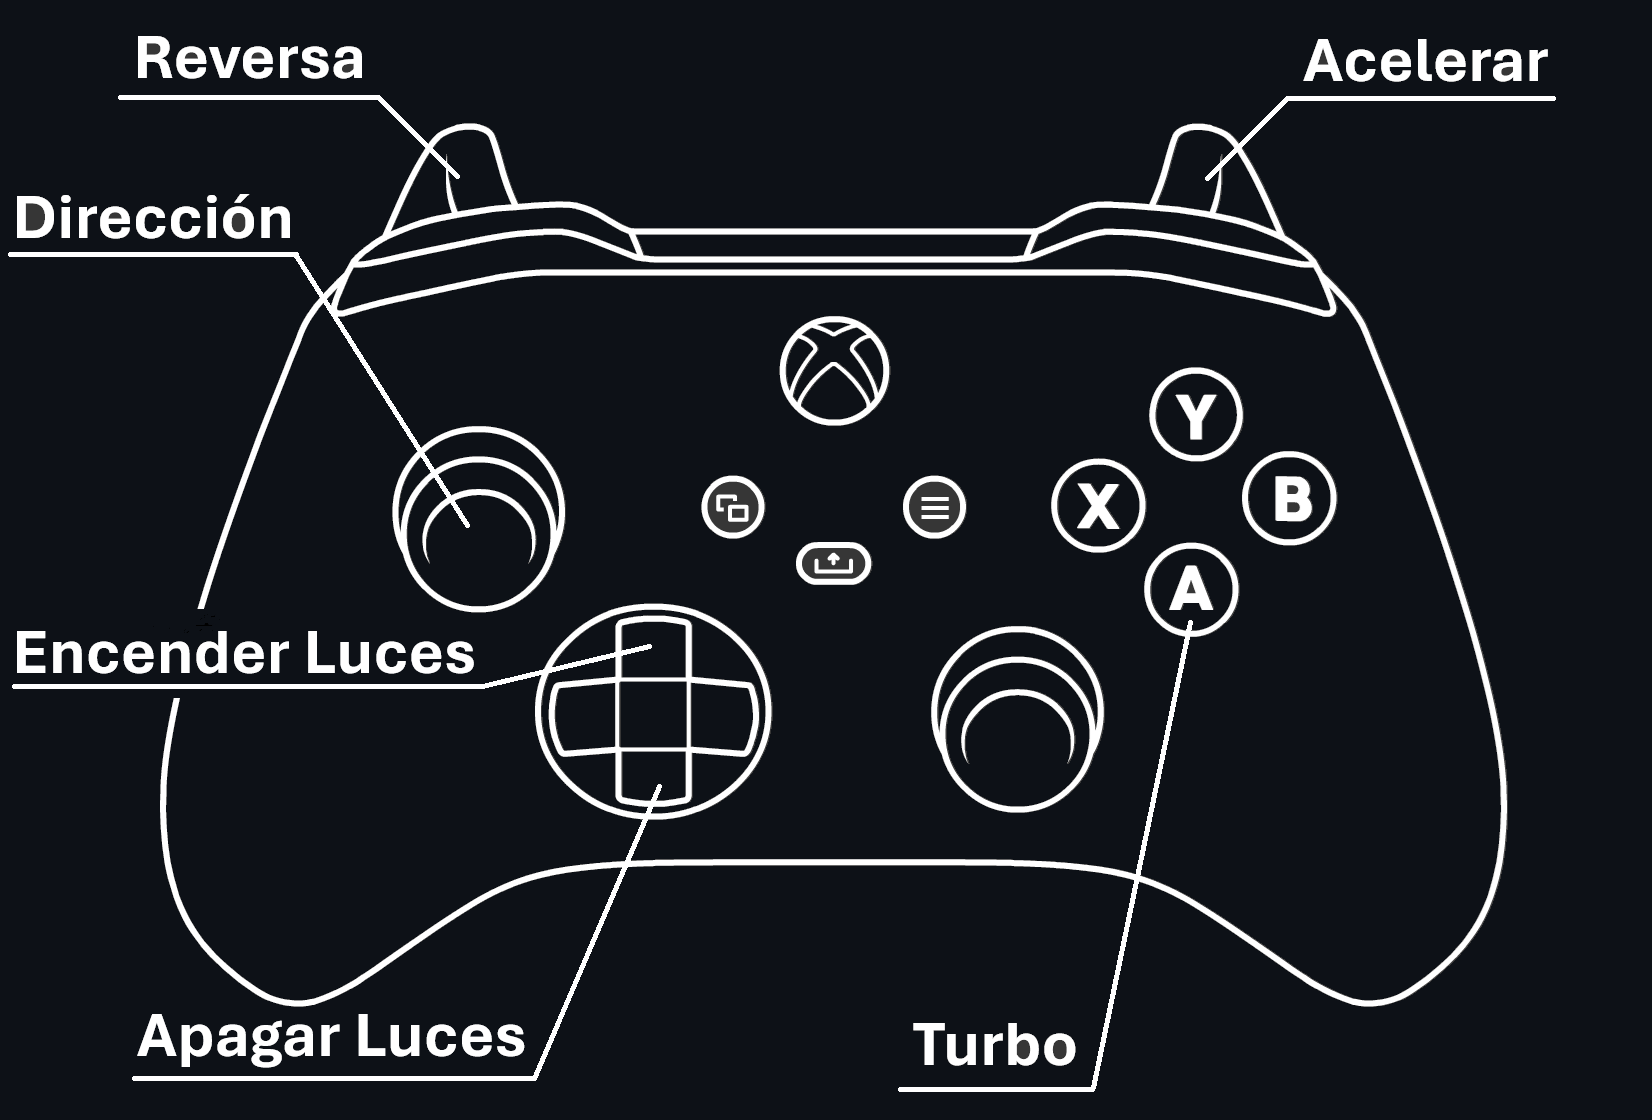 Reversa
Acelerar
Dirección
Y
X
B
A
Encender Luces
Apagar Luces
Turbo